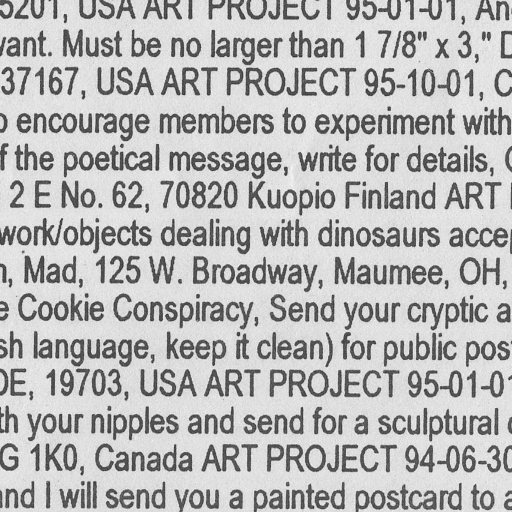 5201, USA ART PROJECT 95-01-01, An
vant. Must be no larger than 1 7/8" x 3," D
37167, USA ART PROJECT 95-10-01, C
o encourage members to experiment with
f the poetical message, write for details, C
2 E No. 62, 70820 Kuopio Finland ART
work/objects dealing with dinosaurs accep
n, Mad, 125 W. Broadway, Maumee, OH,
e Cookie Conspiracy, Send your cryptic a
sh language, keep it clean) for public pos
DE, 19703, USA ART PROJECT 95-01-01
th your nipples and send for a sculptural
G 1K0, Canada ART PROJECT 94-06-30
and I will send you a painted postcard to a